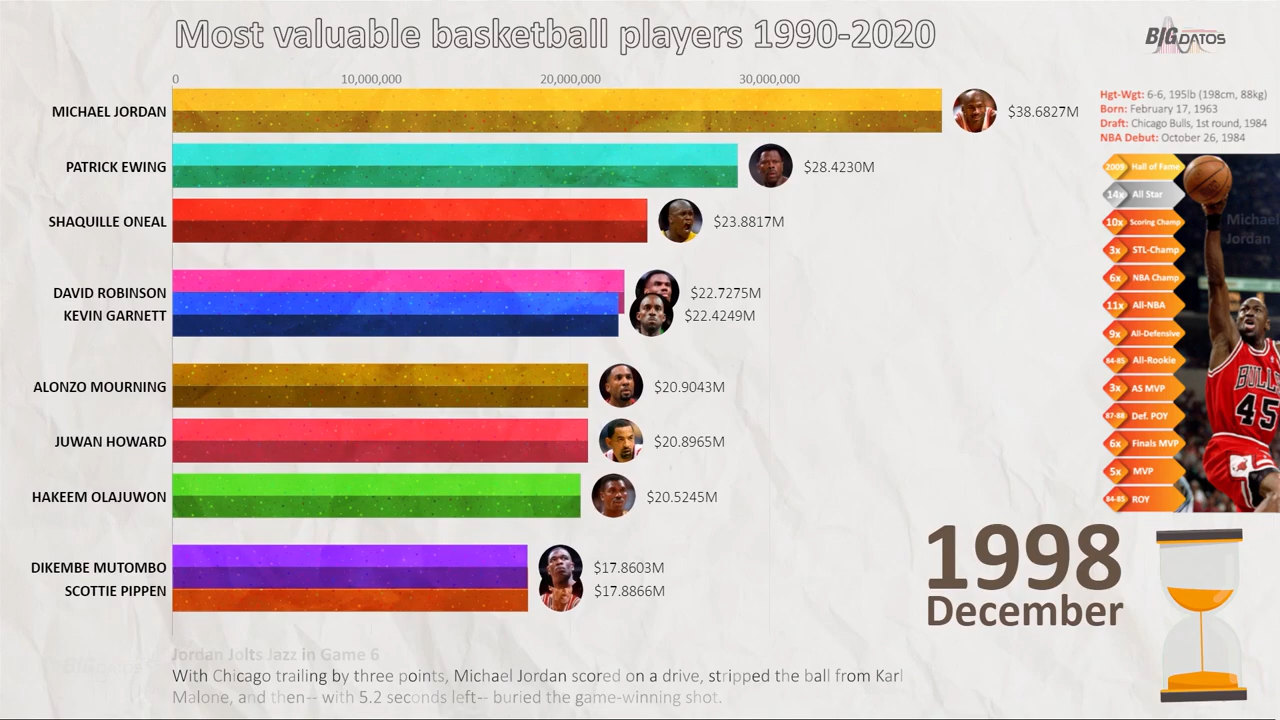 Most valuable basketball players 1990-2020
BIGDATOS
0 10,000,000 20,000,000 30,000,000
MICHAEL JORDAN $38.6827M
PATRICK EWING $28.4230M
SHAQUILLE ONEAL $23.8817M
DAVID ROBINSON $22.7275M
KEVIN GARNETT $22.4249M
ALONZO MOURNING $20.9043M
JUWAN HOWARD $20.8965M
HAKEEM OLAJUWON $20.5245M
DIKEMBE MUTOMBO $17.8603M
SCOTTIE PIPPEN $17.8866M
Hgt-Wgt: 6-6, 195lb (198cm, 88kg)
Born: February 17, 1963
Draft: Chicago Bulls, 1st round, 1984
NBA Debut: October 26, 1984
2009 Hall of Fame
14x All Star
10x Scoring Champ
3x STL-Champ
6x NBA Champ
11x All-NBA
9x All-Defensive
84-85 All-Rookie
3x AS MVP
87-88 Def. POY
6x Finals MVP
5x MVP
84-85 ROY
Michael
Jordan
BULL
45
1998
December
BIGDATOS
Jordan Jolts Jazz in Game 6
With Chicago trailing by three points, Michael Jordan scored on a drive, stripped the ball from Karl
Malone, and then-- with 5.2 seconds left-- buried the game-winning shot.